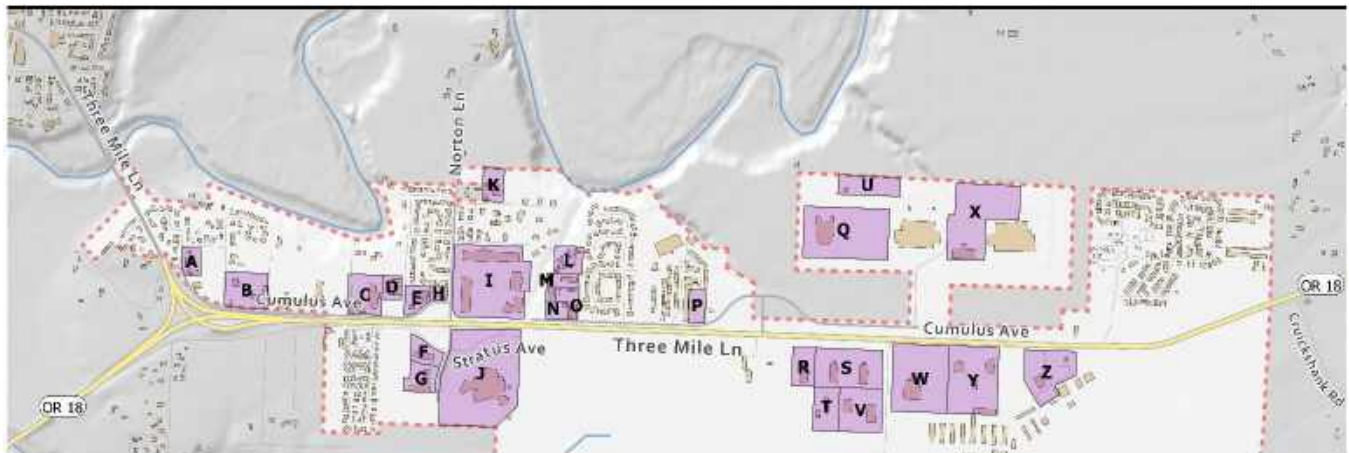 Three Mile Ln
Norton Ln
K
U
X
Q
A
L
I
M
B
D
C
E
H
N
O
P
Cumulus Ave
OR 18
Cumulus Ave
Three Mile Ln
F
Stratus Ave
G
J
R
S
W
Y
Z
T
V
Cruickshank Rd
OR 18